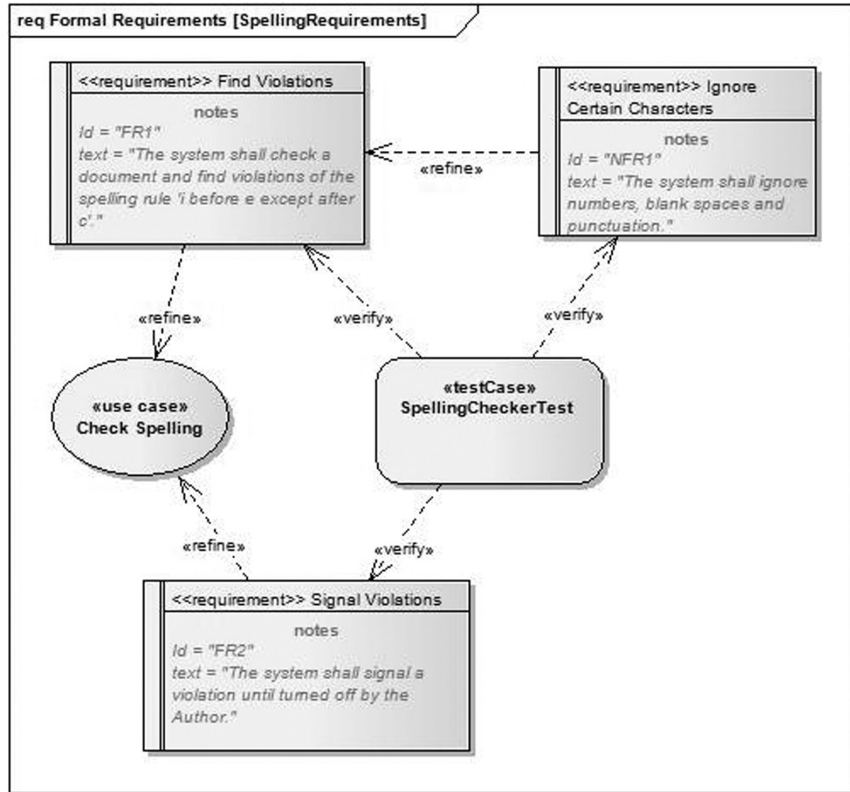 req Formal Requirements [SpellingRequirements]
<<requirement>> Find Violations
notes
Id = "FR1"
text = "The system shall check a
document and find violations of the
spelling rule 'i before e except after
c'."
<<requirement>> Ignore
Certain Characters
notes
Id = "NFR1"
text = "The system shall ignore
numbers, blank spaces and
punctuation."
«refine»
«refine»
«verify»
«verify»
«use case»
Check Spelling
«testCase»
SpellingCheckerTest
«refine»
«verify»
<<requirement>> Signal Violations
notes
Id = "FR2"
text = "The system shall signal a
violation until turned off by the
Author."